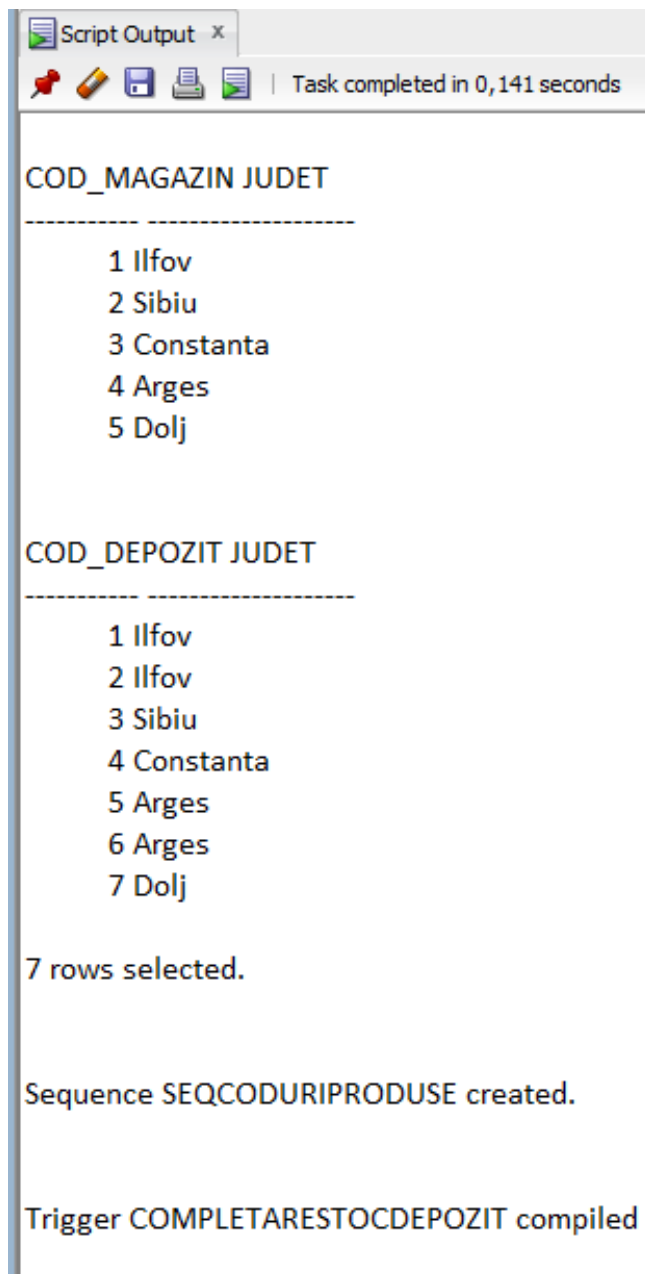 Script Output x
Task completed in 0,141 seconds
COD_MAGAZIN JUDET
----------- --------------------
1 Ilfov
2 Sibiu
3 Constanta
4 Arges
5 Dolj
COD_DEPOZIT JUDET
----------- --------------------
1 Ilfov
2 Ilfov
3 Sibiu
4 Constanta
5 Arges
6 Arges
7 Dolj
7 rows selected.
Sequence SEQCODURIPRODUSE created.
Trigger COMPLETARESTOCDEPOZIT compiled